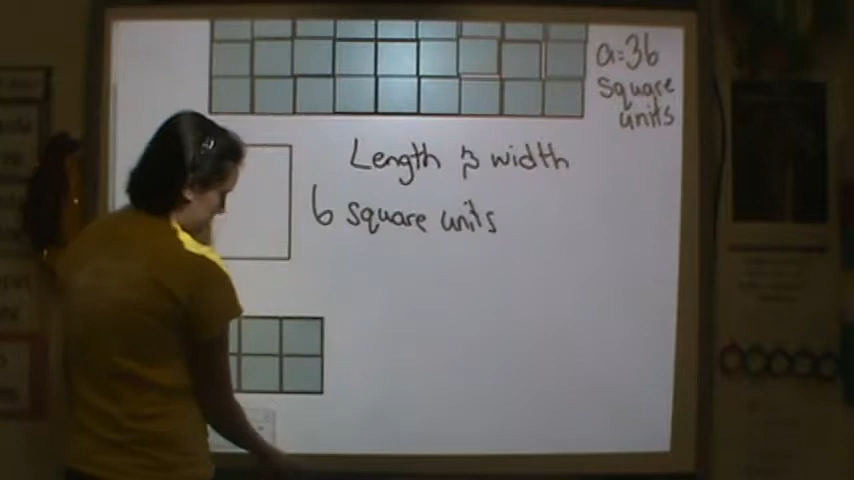 a=36
square
units
Length & width
6 square units